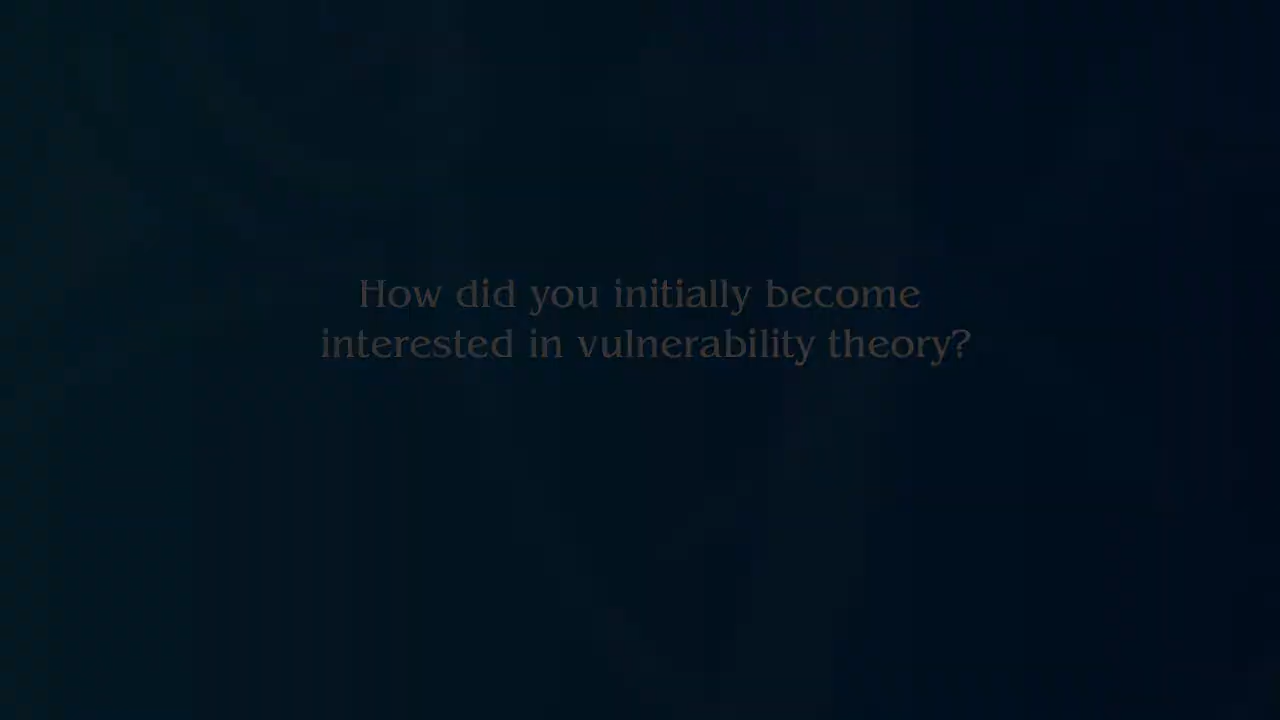 How did you initially become
interested in vulnerability theory?